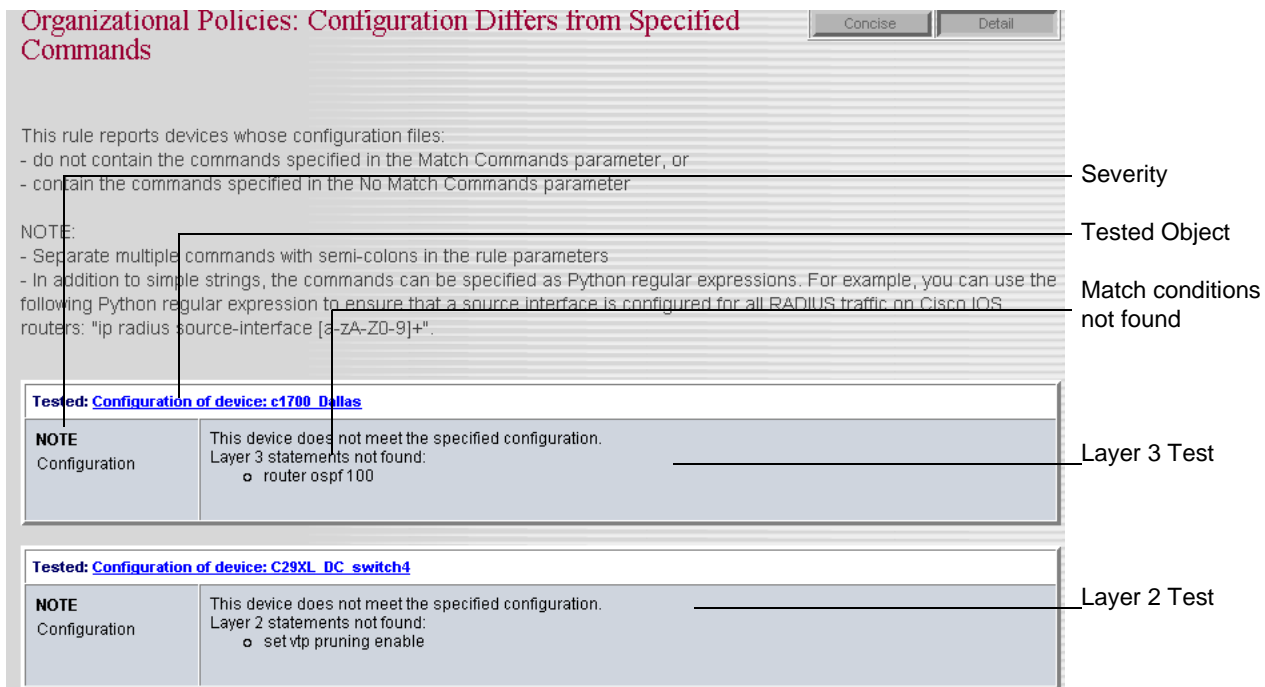 Organizational Policies: Configuration Differs from Specified
Commands
Concise
Detail
This rule reports devices whose configuration files:
- do not contain the commands specified in the Match Commands parameter, or
- contain the commands specified in the No Match Commands parameter
Severity
NOTE:
Tested Object
- Separate multiple commands with semi-colons in the rule parameters
- In addition to simple strings, the commands can be specified as Python regular expressions. For example, you can use the
following Python regular expression to ensure that a source interface is configured for all RADIUS traffic on Cisco IOS
routers: "ip radius source-interface [a-zA-Z0-9]+".
Match conditions
not found
Tested: Configuration of device: c1700_Dallas
NOTE
Configuration
This device does not meet the specified configuration.
Layer 3 statements not found:
o router ospf 100
Layer 3 Test
Tested: Configuration of device: C29XL_DC_switch4
NOTE
Configuration
This device does not meet the specified configuration.
Layer 2 statements not found:
o set vtp pruning enable
Layer 2 Test